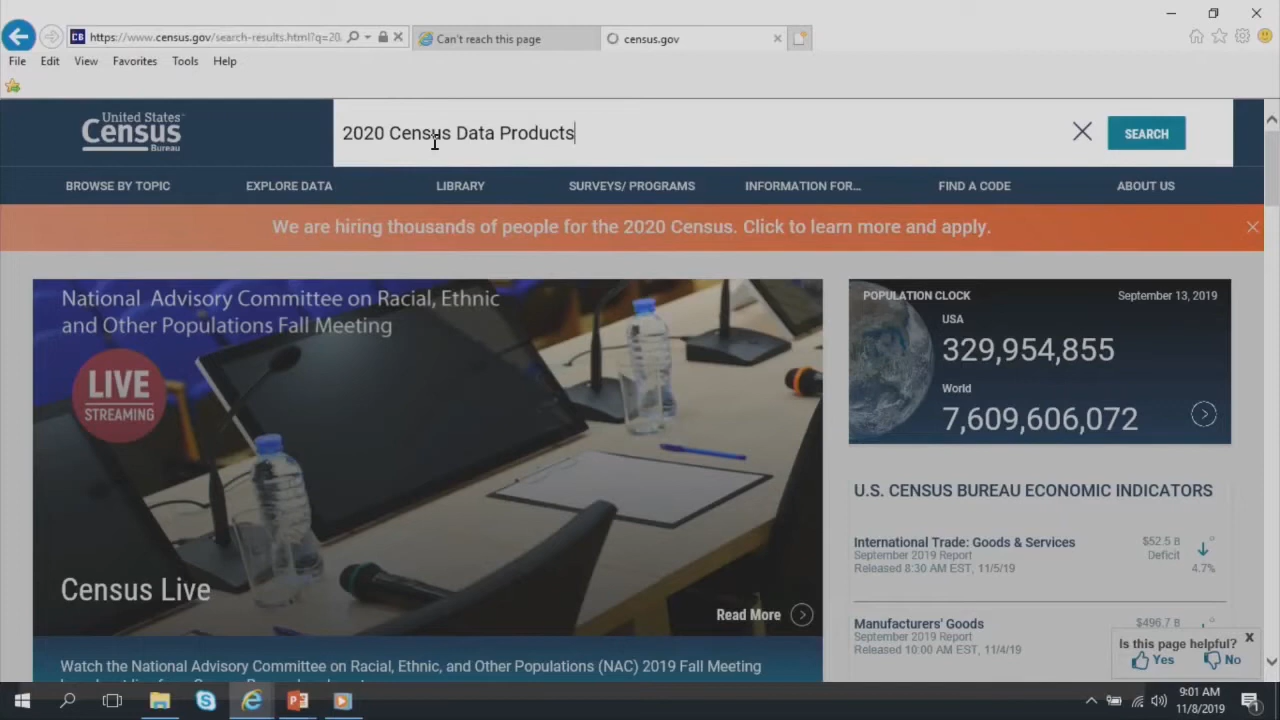 https://www.census.gov/search-results.html?q=20
Can't reach this page
census.gov
File Edit View Favorites Tools Help
United States
Census
Bureau
2020 Census Data Products
SEARCH
BROWSE BY TOPIC
EXPLORE DATA
LIBRARY
SURVEYS/ PROGRAMS
INFORMATION FOR...
FIND A CODE
ABOUT US
We are hiring thousands of people for the 2020 Census. Click to learn more and apply.
National Advisory Committee on Racial, Ethnic
and Other Populations Fall Meeting
LIVE
STREAMING
Census Live
Read More
Watch the National Advisory Committee on Racial, Ethnic, and Other Populations (NAC) 2019 Fall Meeting
POPULATION CLOCK
September 13, 2019
USA
329,954,855
World
7,609,606,072
U.S. CENSUS BUREAU ECONOMIC INDICATORS
International Trade: Goods & Services
September 2019 Report
Released 8:30 AM EST, 11/5/19
$52.5 B
Deficit
4.7%
Manufacturers' Goods
September 2019 Report
Released 10:00 AM EST, 11/4/19
$496.7 B
Is this page helpful? X
Yes No
9:01 AM
11/8/2019